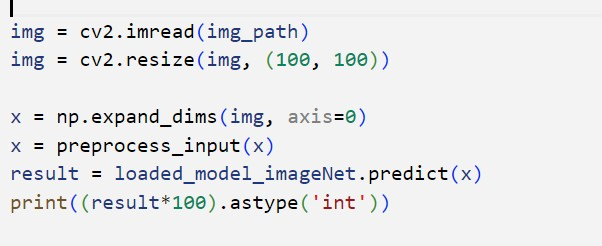 img = cv2.imread(img_path)
img = cv2.resize(img, (100, 100))
x = np.expand_dims(img, axis=0)
x = preprocess_input(x)
result = loaded_model_imageNet.predict(x)
print((result*100).astype('int'))